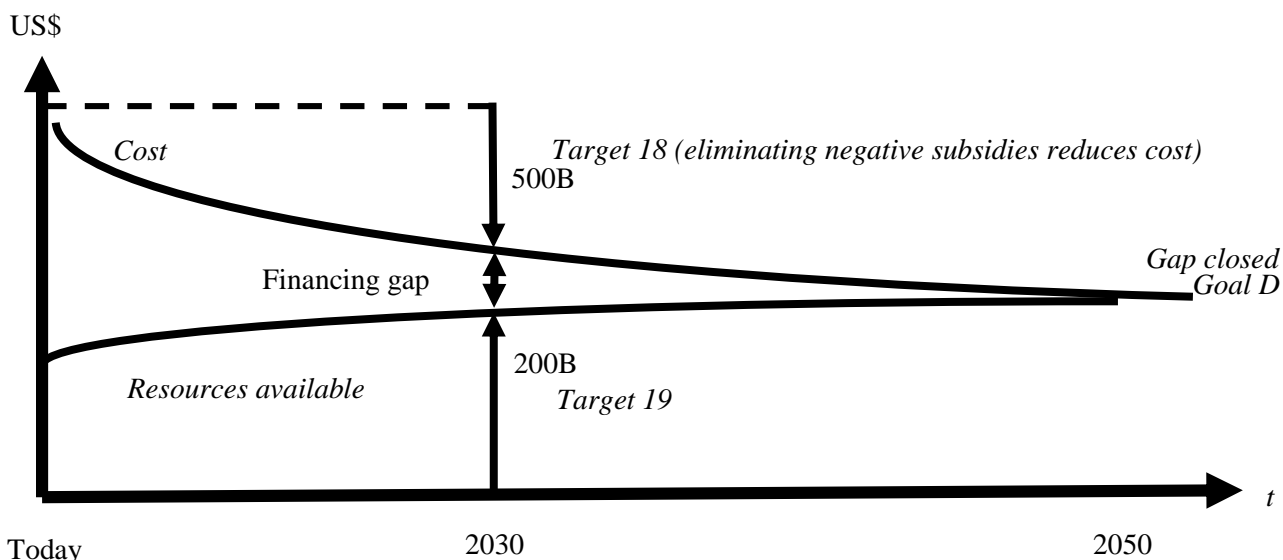 US$
Cost
Target 18 (eliminating negative subsidies reduces cost)
500B
Gap closed
Financing gap
Goal D
200B
Resources available
Target 19
t
Today
2030
2050